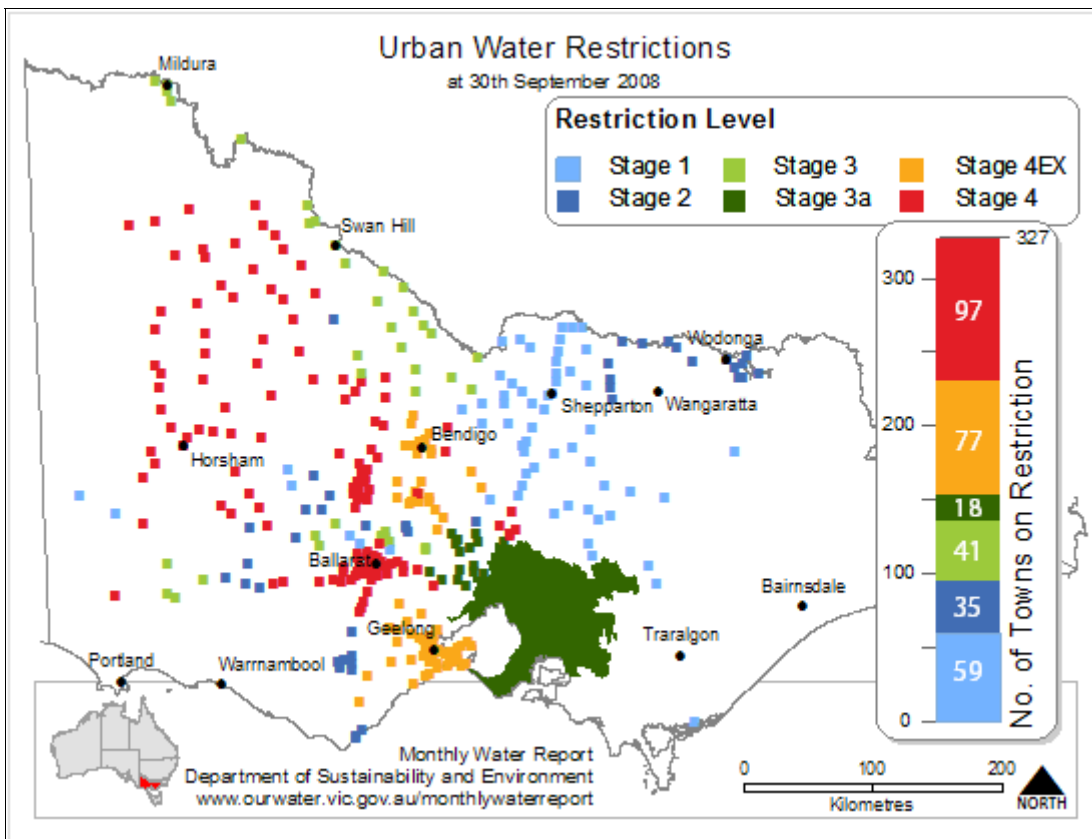 Urban Water Restrictions
at 30th September 2008
Mildura
Restriction Level
Stage 1
Stage 3
Stage 4EX
Stage 2
Stage 3a
Stage 4
Swan Hill
327
300
97
Wodonga
Shepparton
Wangaratta
Bendigo
Horsham
200
77
18
41
35
59
100
0
No. of Towns on Restriction
Ballarat
Bairnsdale
Geelong
Traralgon
Portland
Warrnambool
Monthly Water Report
Department of Sustainability and Environment
www.ourwater.vic.gov.au/monthlywaterreport
0 100 200
Kilometres
NORTH